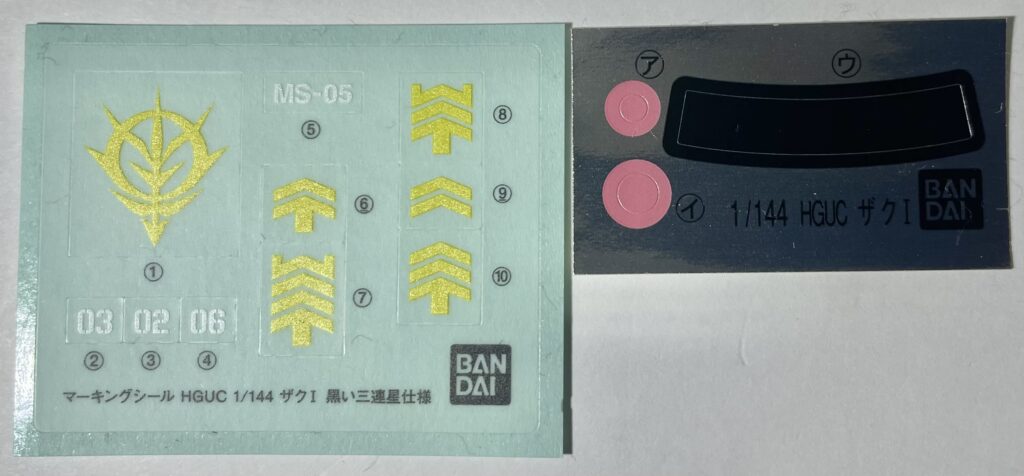 MS-05
⑤
⑧
⑥
⑨
①
⑦
⑩
03 02 06
② ③ ④
BAN
DAI
マーキングシール HGUC 1/144 ザクⅠ 黒い三連星仕様
ア
ウ
イ
1/144 HGUC ザクⅠ
BAN
DAI